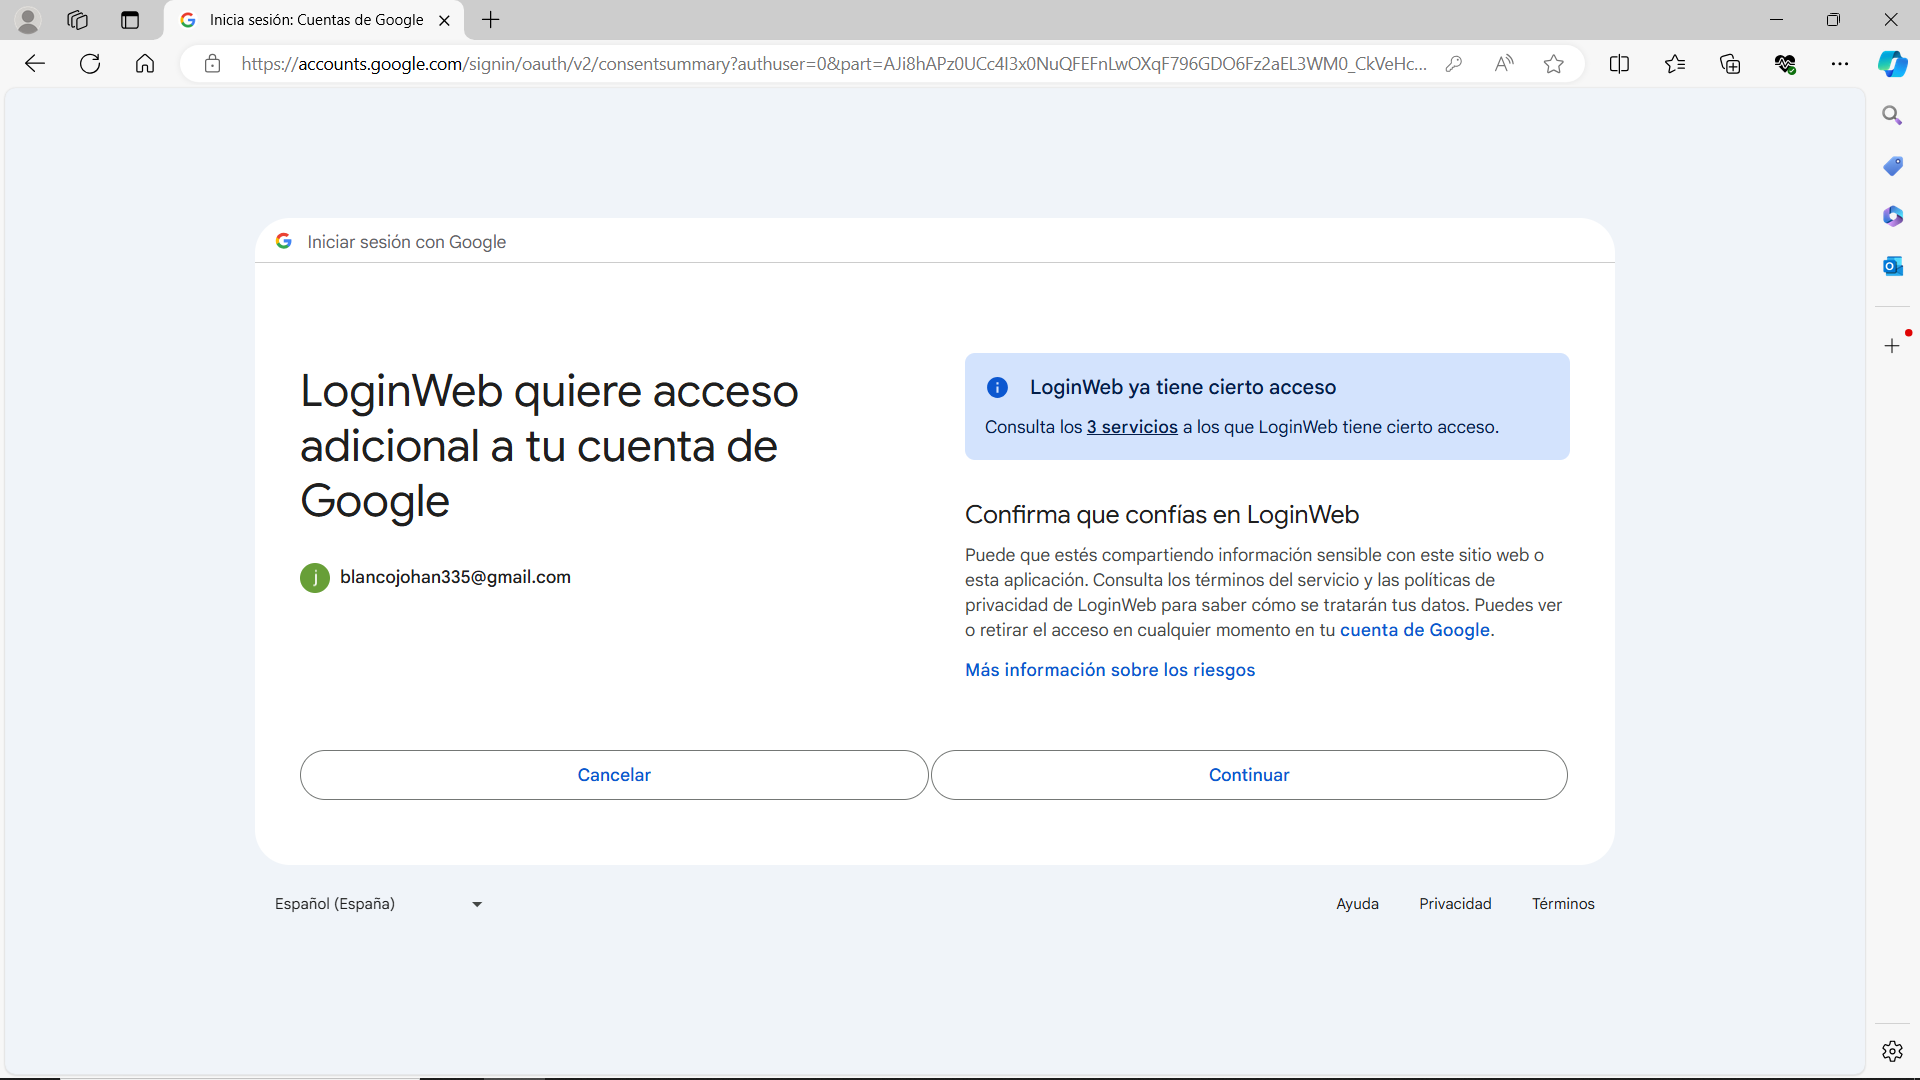 Inicia sesión: Cuentas de Google
https://accounts.google.com/signin/oauth/v2/consentsummary?authuser=0&part=AJi8hAPz0UCc4I3x0NuQFEFnLwOXqF796GDO6Fz2aEL3WM0_CkVeHc...
Iniciar sesión con Google
LoginWeb quiere acceso
adicional a tu cuenta de
Google
j blancojohan335@gmail.com
LoginWeb ya tiene cierto acceso
Consulta los 3 servicios a los que LoginWeb tiene cierto acceso.
Confirma que confías en LoginWeb
Puede que estés compartiendo información sensible con este sitio web o
esta aplicación. Consulta los términos del servicio y las políticas de
privacidad de LoginWeb para saber cómo se tratarán tus datos. Puedes ver
o retirar el acceso en cualquier momento en tu cuenta de Google.
Más información sobre los riesgos
Cancelar
Continuar
Español (España)
Ayuda
Privacidad
Términos